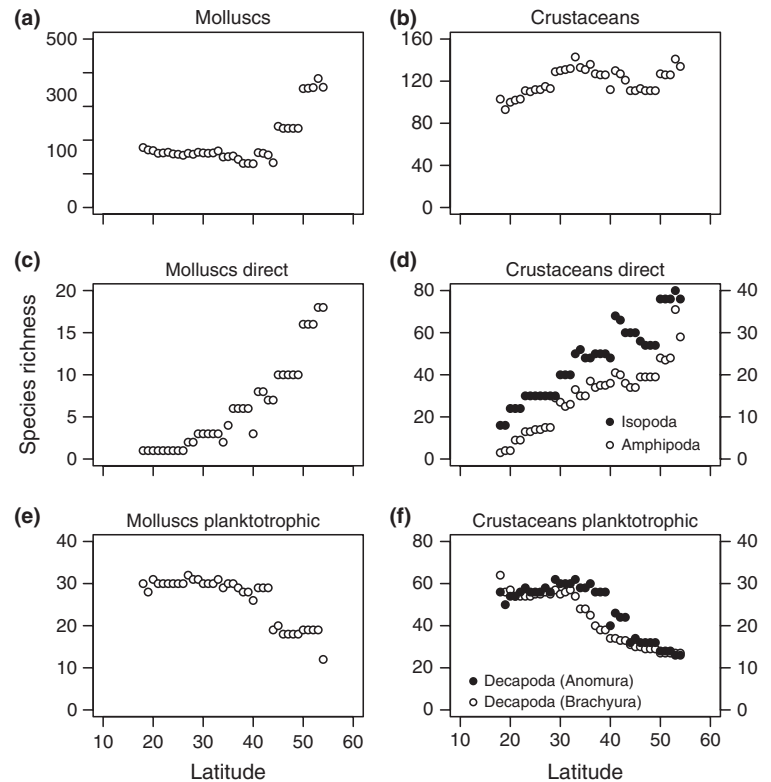 (a)
Molluscs
500
300
100
0
(b)
Crustaceans
160
120
80
40
0
(c)
Molluscs direct
20
15
10
5
0
(d)
Crustaceans direct
80
60
40
20
0
40
30
20
10
0
Isopoda
Amphipoda
Species richness
(e)
Molluscs planktotrophic
40
30
20
10
0
10 20 30 40 50 60
Latitude
(f)
Crustaceans planktotrophic
80
60
40
20
0
40
30
20
10
0
Decapoda (Anomura)
Decapoda (Brachyura)
10 20 30 40 50 60
Latitude